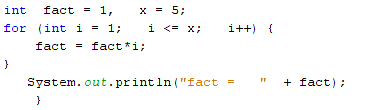 int  fact = 1,   x = 5;
for (int i = 1;   i <= x;   i++) {
    fact = fact*i;
}
   System.out.println("fact =   "  + fact);
    }